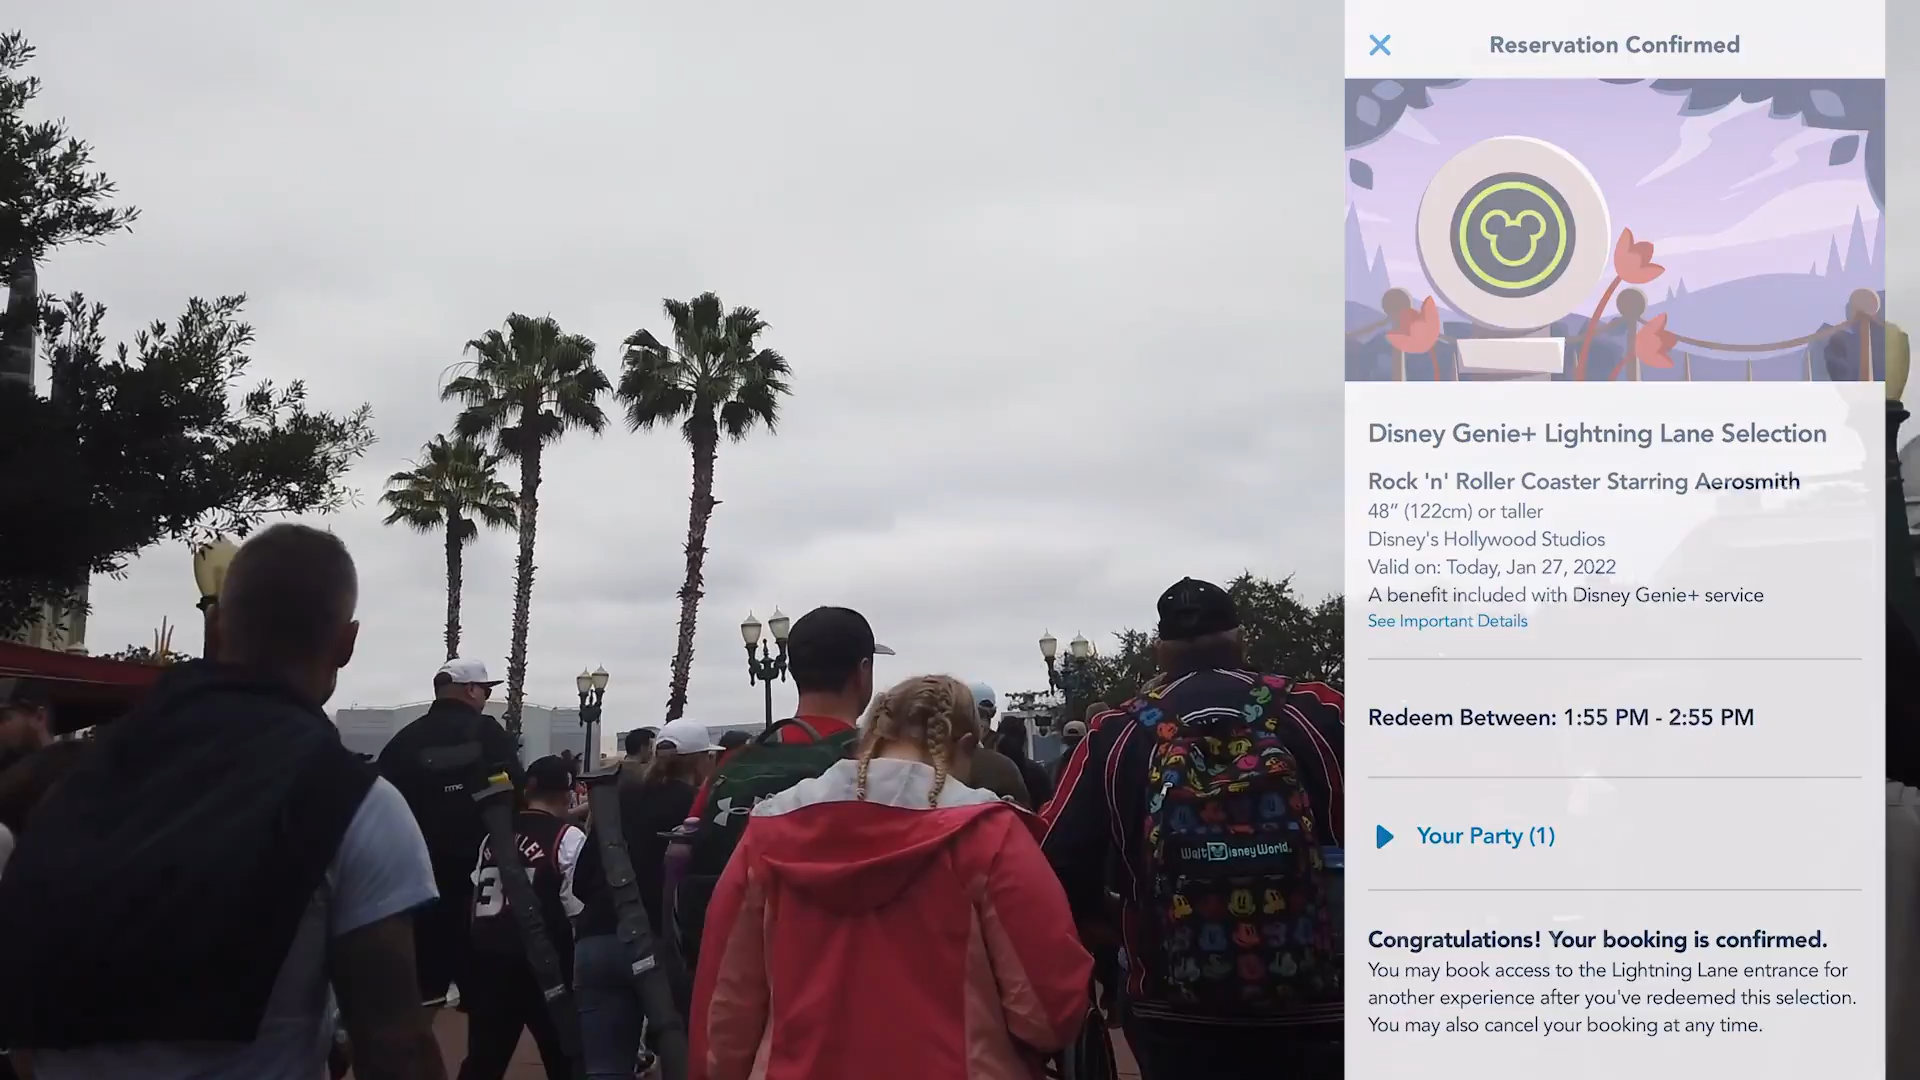 Reservation Confirmed
Disney Genie+ Lightning Lane Selection
Rock 'n' Roller Coaster Starring Aerosmith
48” (122cm) or taller
Disney's Hollywood Studios
Valid on: Today, Jan 27, 2022
A benefit included with Disney Genie+ service
See Important Details
Redeem Between: 1:55 PM - 2:55 PM
Your Party (1)
Congratulations! Your booking is confirmed.
You may book access to the Lightning Lane entrance for
another experience after you've redeemed this selection.
You may also cancel your booking at any time.
Walt Disney World